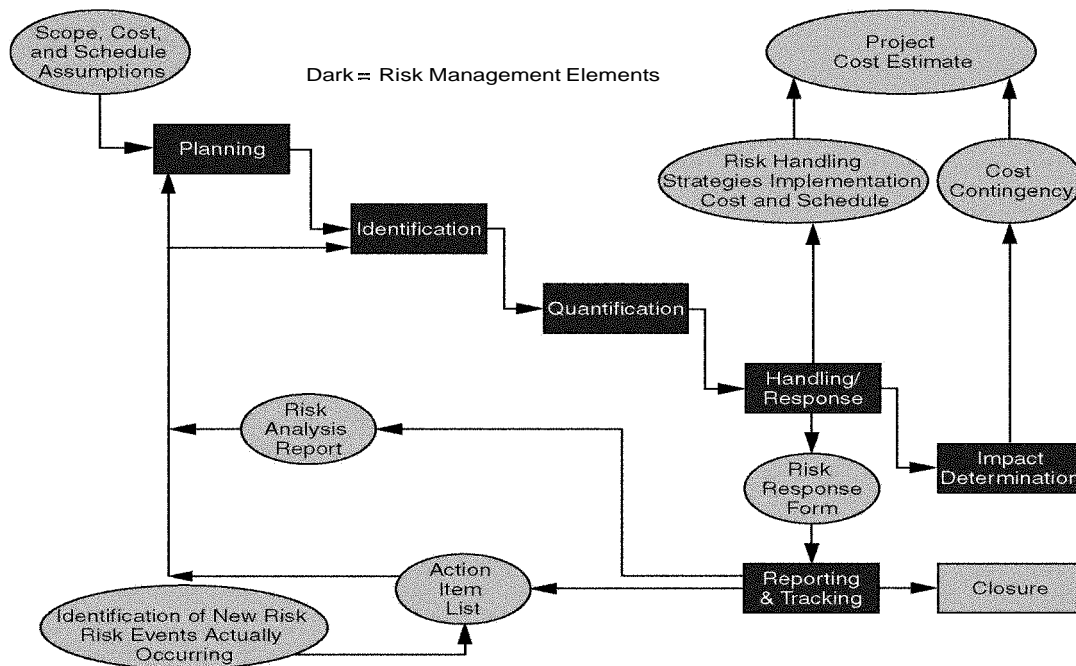 Scope, Cost,
and Schedule
Assumptions
Project
Cost Estimate
Dark = Risk Management Elements
Planning
Risk Handling
Strategies Implementation
Cost and Schedule
Cost
Contingency
Identification
Quantification
Handling/
Response
Risk
Analysis
Report
Impact
Determination
Risk
Response
Form
Action
Item
List
Reporting
& Tracking
Closure
Identification of New Risk
Risk Events Actually
Occurring